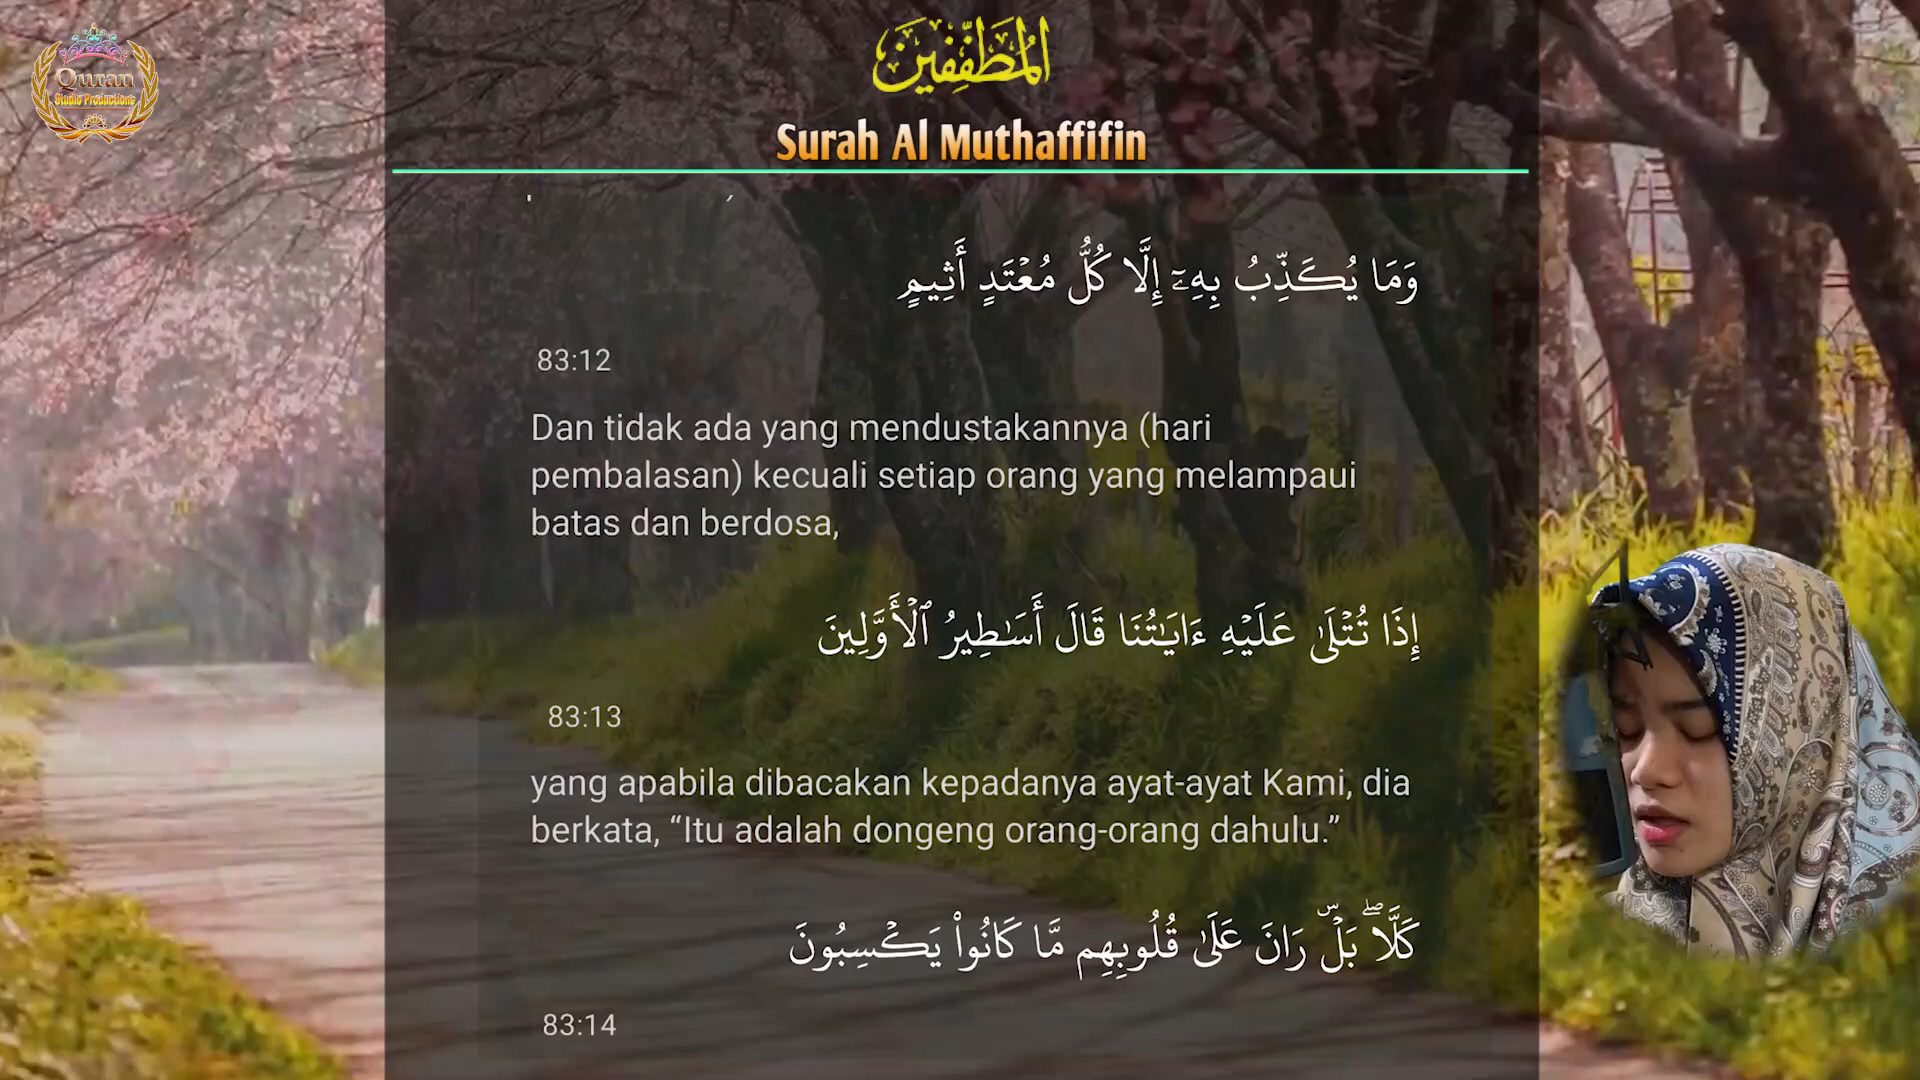 Quran
Studio Productions
المطففين
Surah Al Muthaffifin
وَمَا يُكَذِّبُ بِهِۦٓ إِلَّا كُلُّ مُعۡتَدٍ أَثِيمٍ
83:12
Dan tidak ada yang mendustakannya (hari
pembalasan) kecuali setiap orang yang melampaui
batas dan berdosa,
إِذَا تُتۡلَىٰ عَلَيۡهِ ءَايَٰتُنَا قَالَ أَسَٰطِيرُ ٱلۡأَوَّلِينَ
83:13
yang apabila dibacakan kepadanya ayat-ayat Kami, dia
berkata, “Itu adalah dongeng orang-orang dahulu.”
كَلَّاۖ بَلۡۜ رَانَ عَلَىٰ قُلُوبِهِم مَّا كَانُواْ يَكۡسِبُونَ
83:14